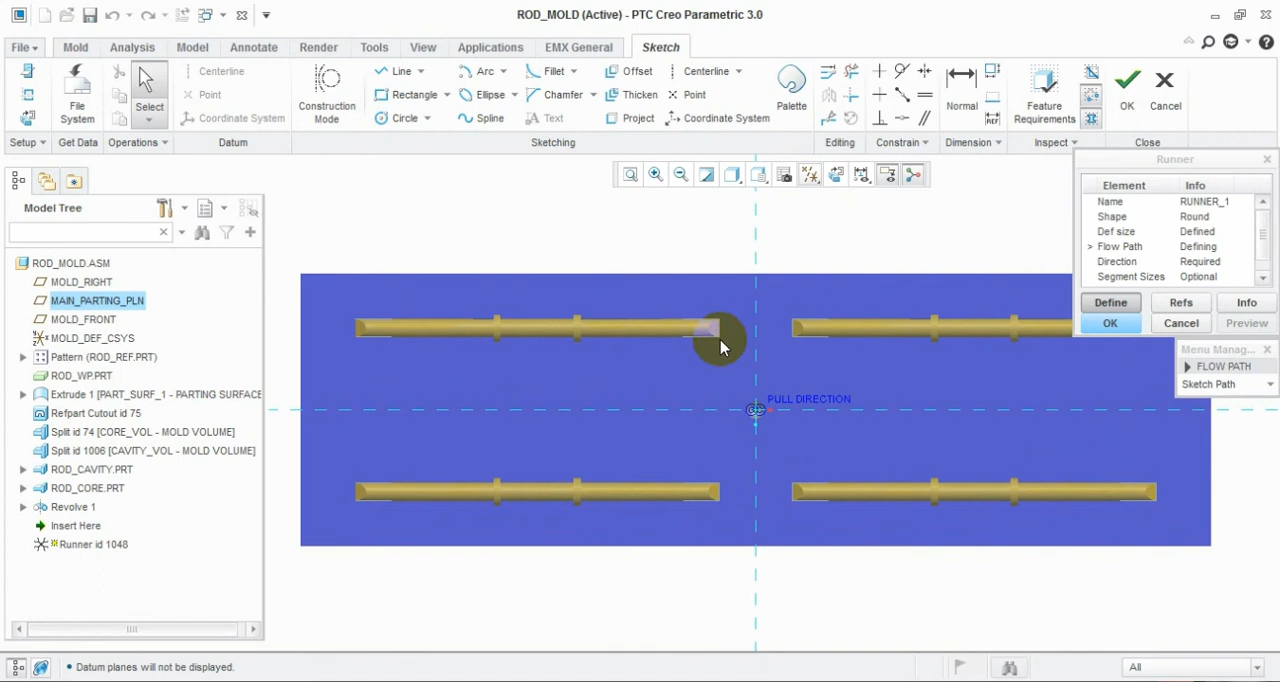 ROD_MOLD (Active) - PTC Creo Parametric 3.0
File Mold Analysis Model Annotate Render Tools View Applications EMX General Sketch
Centerline Line Arc Fillet Offset Centerline
Point Rectangle Ellipse Chamfer Thicken Point
Coordinate System Circle Spline Text Project Coordinate System
File System Select Construction Mode Palette Normal Feature Requirements OK Cancel
Setup Get Data Operations Datum Sketching Editing Constrain Dimension Inspect Close
Runner
Element Info
Name RUNNER_1
Shape Round
Def size Defined
> Flow Path Defining
Direction Required
Segment Sizes Optional
Define Refs Info
OK Cancel Preview
Menu Manag...
FLOW PATH
Sketch Path
Model Tree
ROD_MOLD.ASM
MOLD_RIGHT
MAIN_PARTING_PLN
MOLD_FRONT
MOLD_DEF_CSYS
Pattern (ROD_REF.PRT)
ROD_WP.PRT
Extrude 1 [PART_SURF_1 - PARTING SURFACE
Refpart Cutout id 75
Split id 74 [CORE_VOL - MOLD VOLUME]
Split id 1006 [CAVITY_VOL - MOLD VOLUME]
ROD_CAVITY.PRT
ROD_CORE.PRT
Revolve 1
Insert Here
Runner id 1048
PULL DIRECTION
• Datum planes will not be displayed.
All